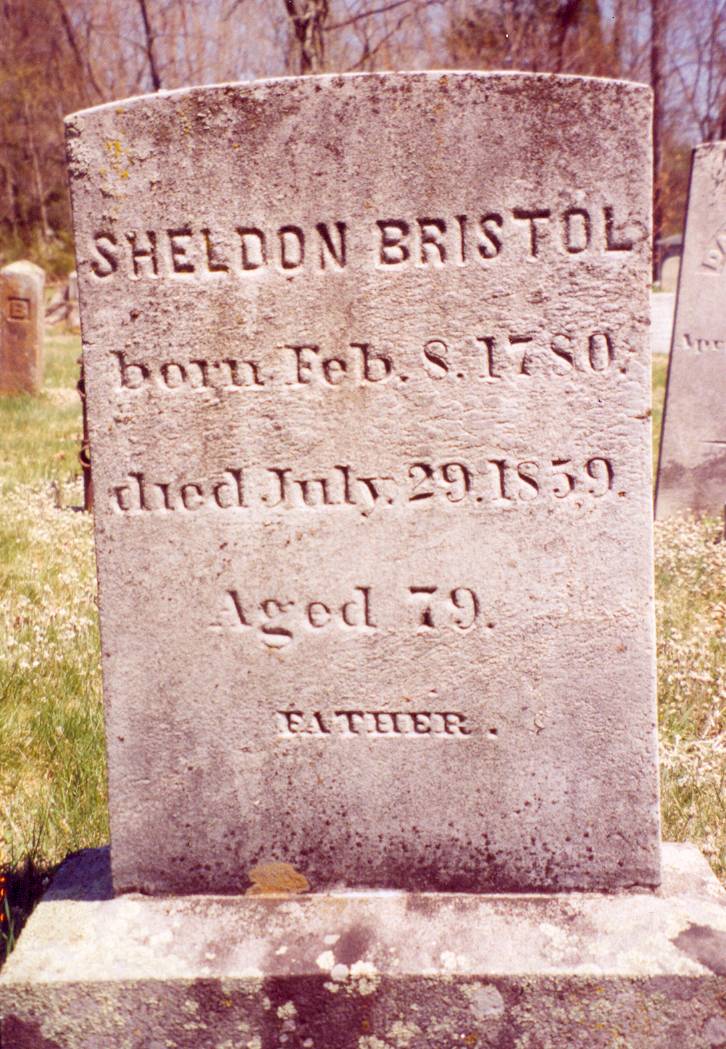 SHELDON BRISTOL
born Feb. 8. 1780.
died July. 29. 1859.
Aged 79.
FATHER.
B